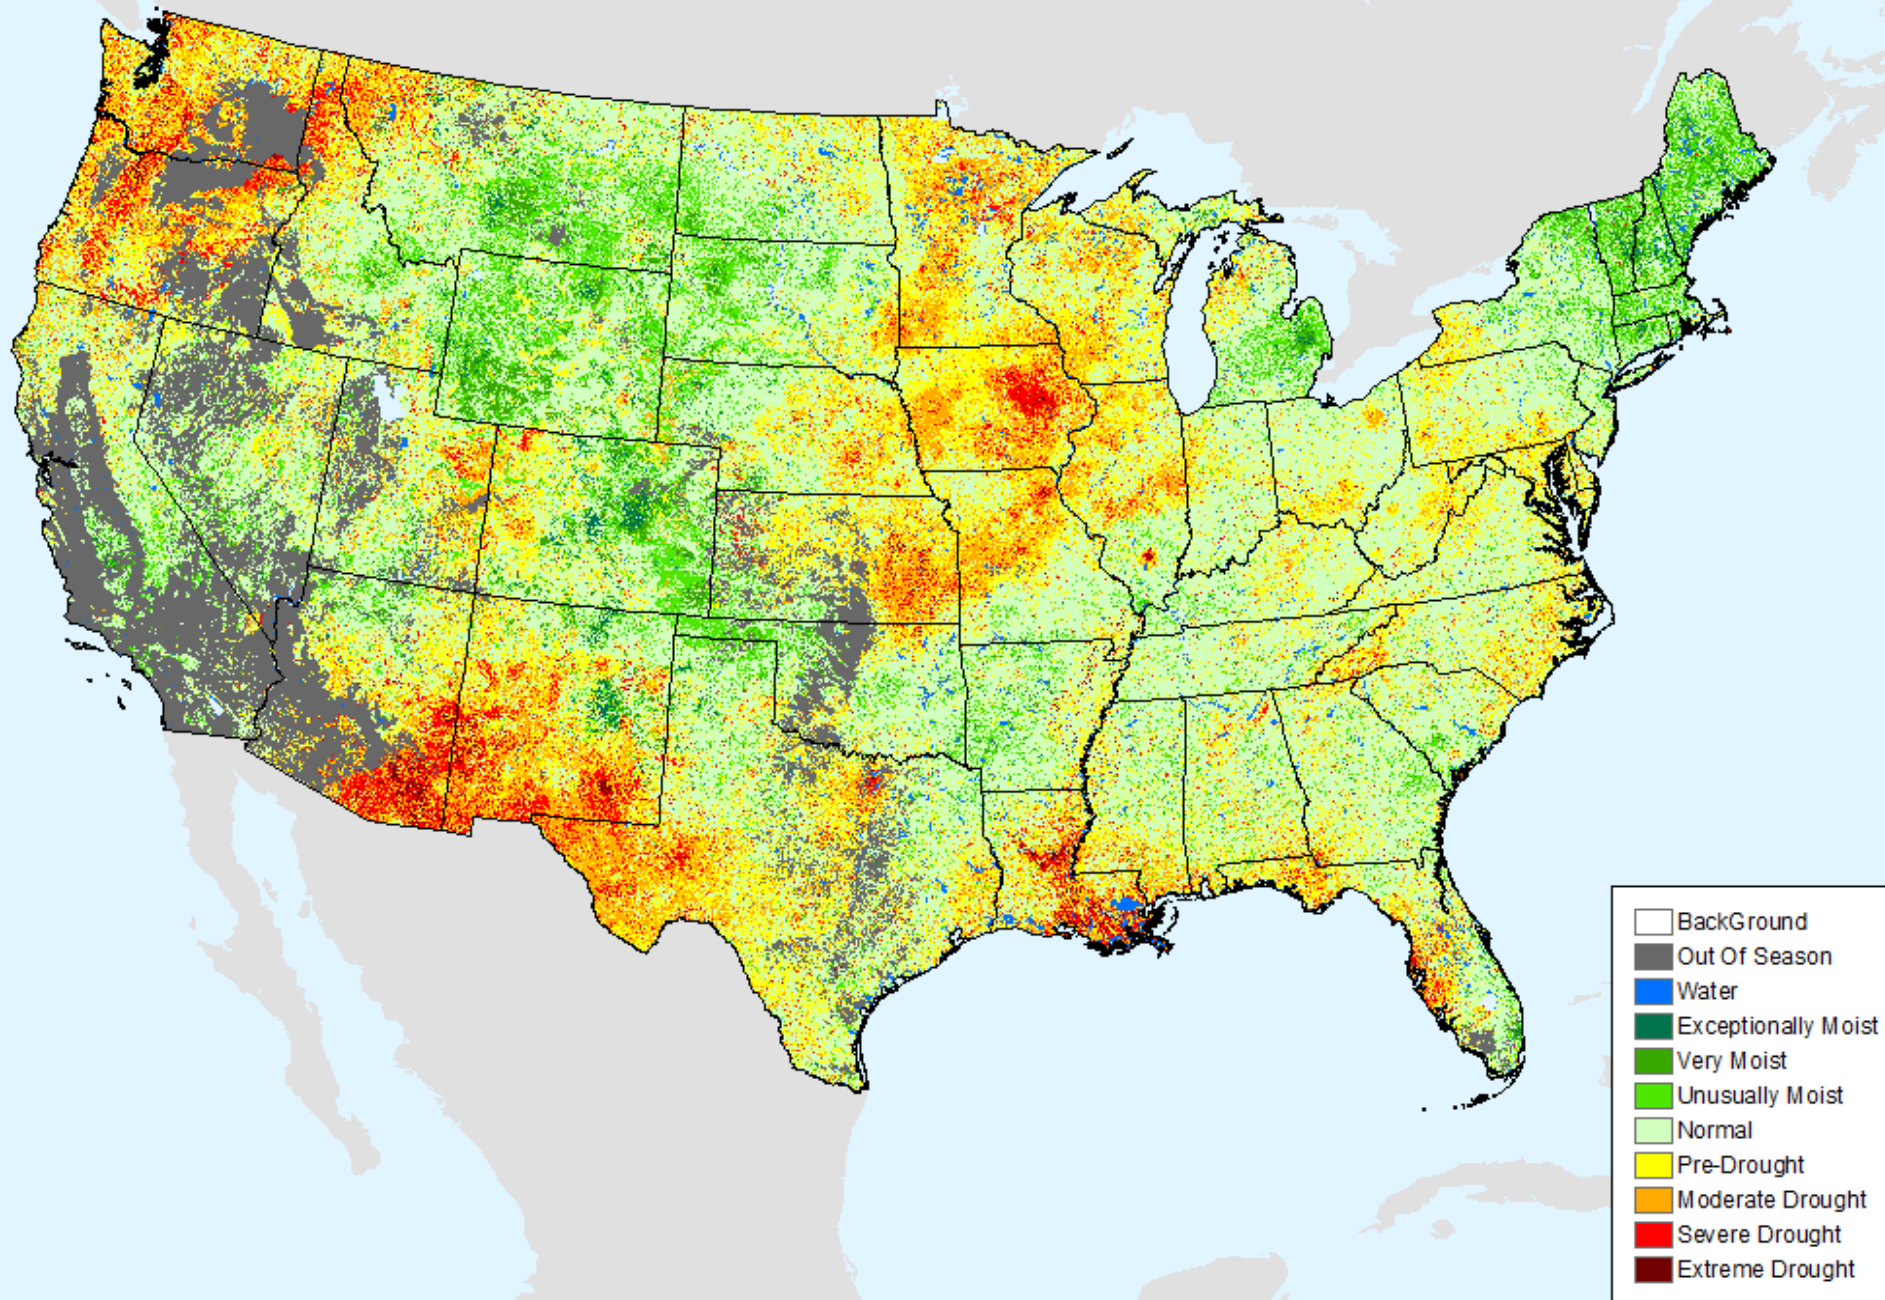 BackGround
Out Of Season
Water
Exceptionally Moist
Very Moist
Unusually Moist
Normal
Pre-Drought
Moderate Drought
Severe Drought
Extreme Drought